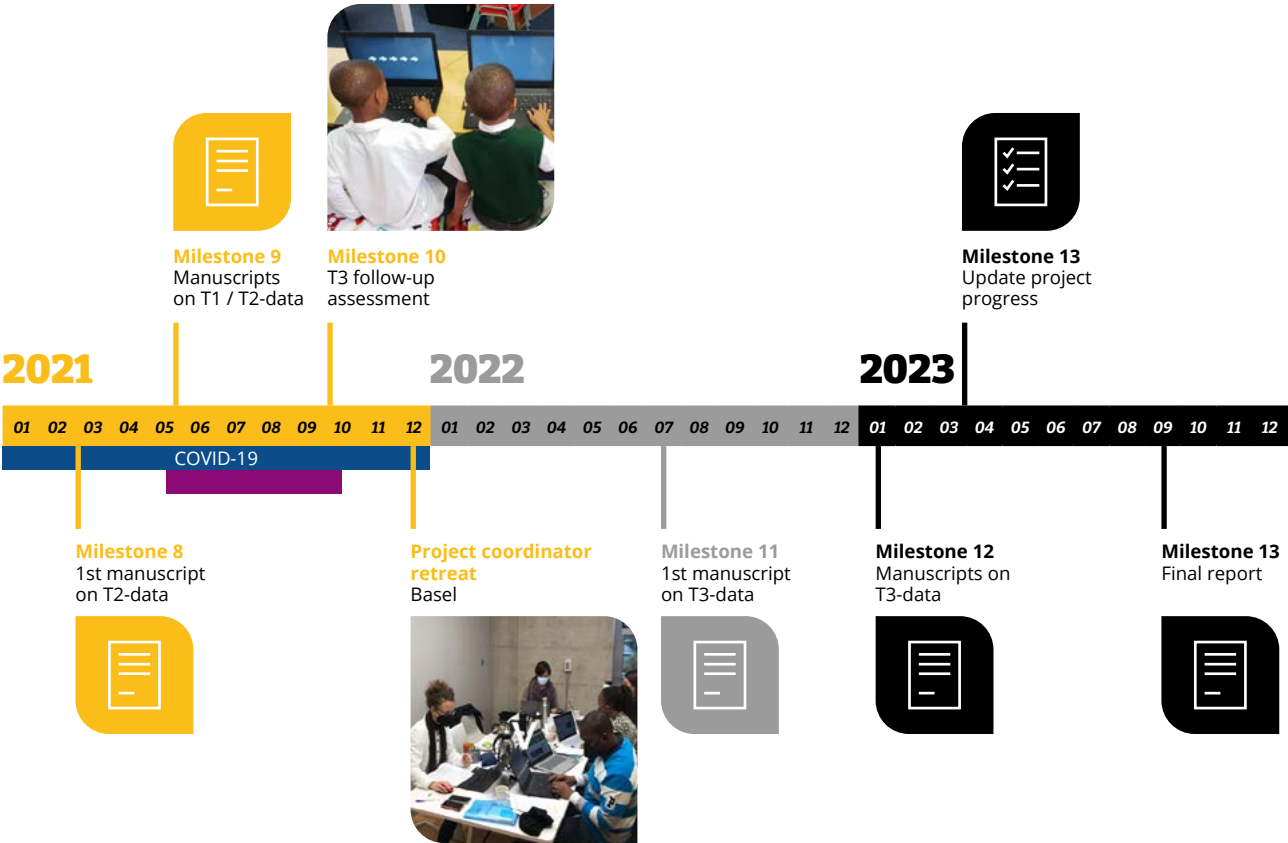 Milestone 9
Manuscripts
on T1 / T2-data
Milestone 10
T3 follow-up
assessment
Milestone 13
Update project
progress
2021
2022
2023
01 02 03 04 05 06 07 08 09 10 11 12 01 02 03 04 05 06 07 08 09 10 11 12 01 02 03 04 05 06 07 08 09 10 11 12
COVID-19
Milestone 8
1st manuscript
on T2-data
Project coordinator
retreat
Basel
Milestone 11
1st manuscript
on T3-data
Milestone 12
Manuscripts on
T3-data
Milestone 13
Final report